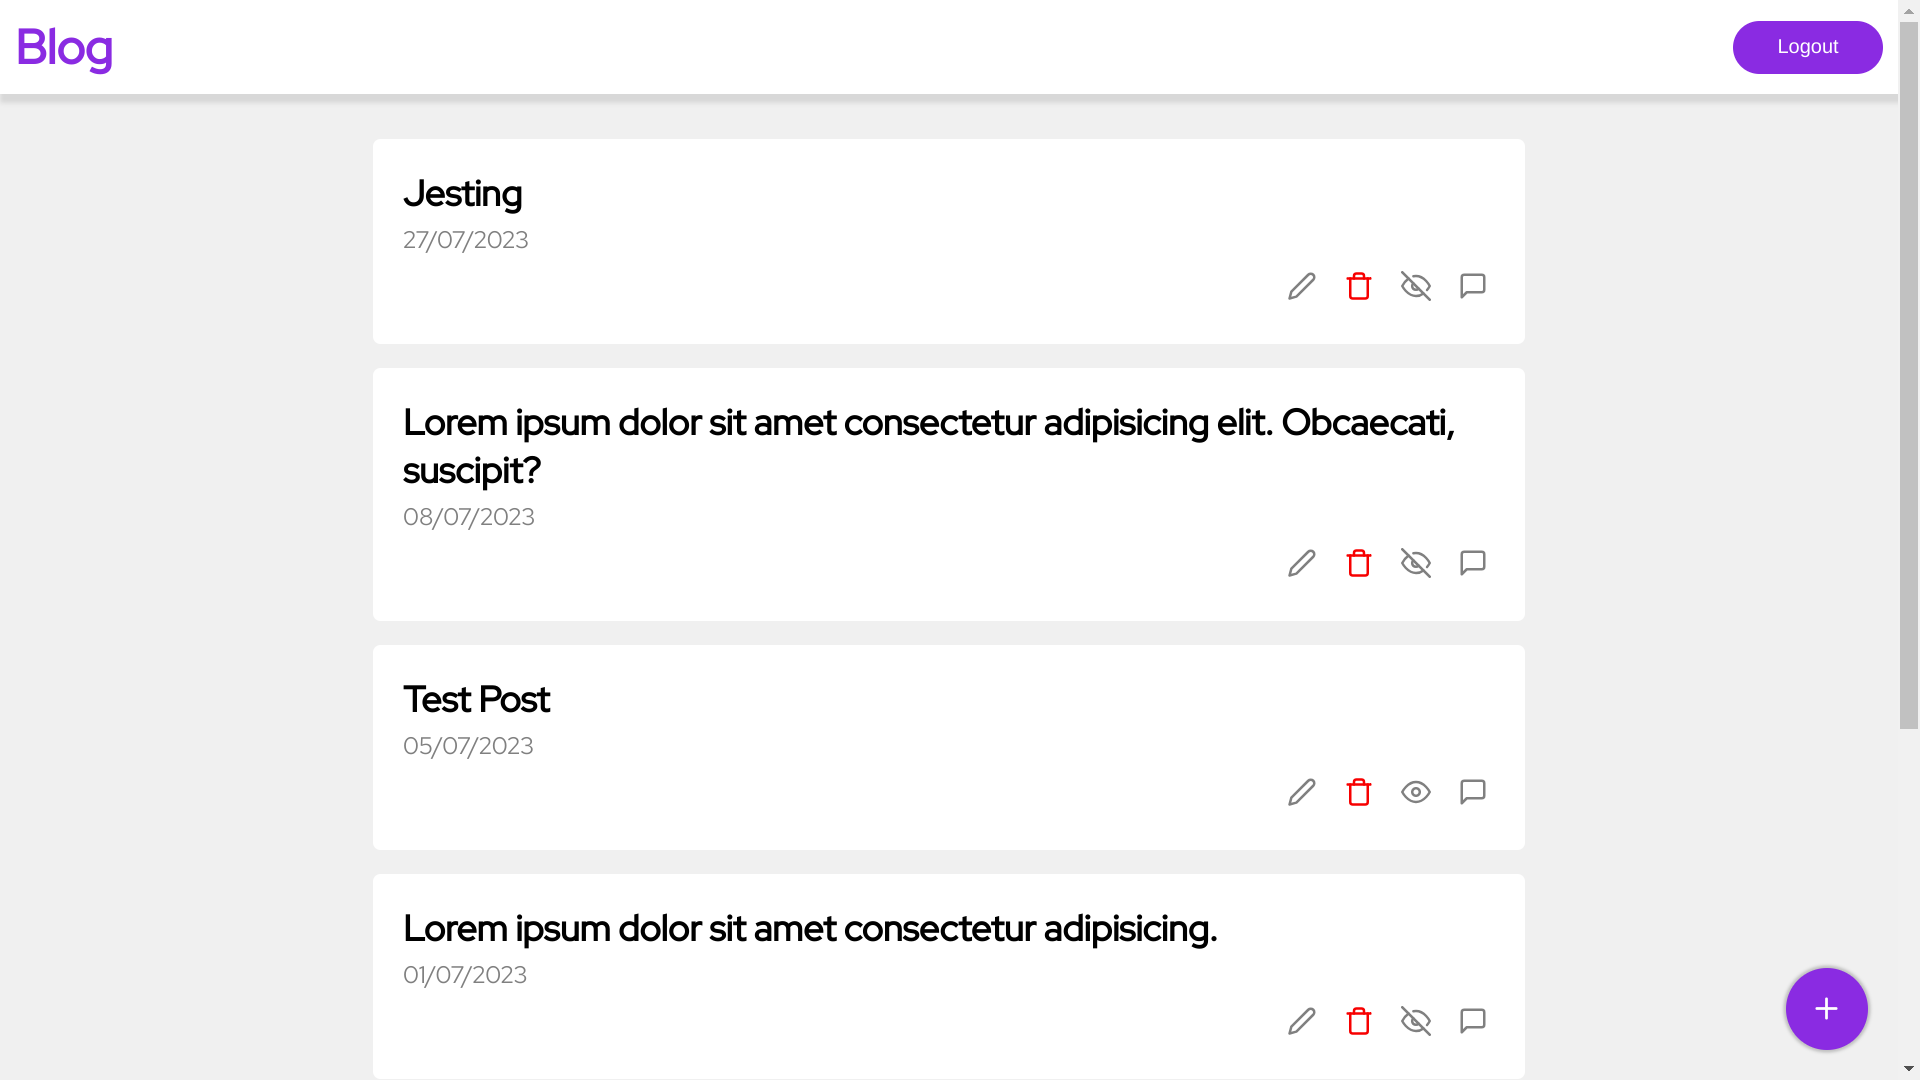 Blog
Logout
Jesting
27/07/2023
Lorem ipsum dolor sit amet consectetur adipisicing elit. Obcaecati,
suscipit?
08/07/2023
Test Post
05/07/2023
Lorem ipsum dolor sit amet consectetur adipisicing.
01/07/2023